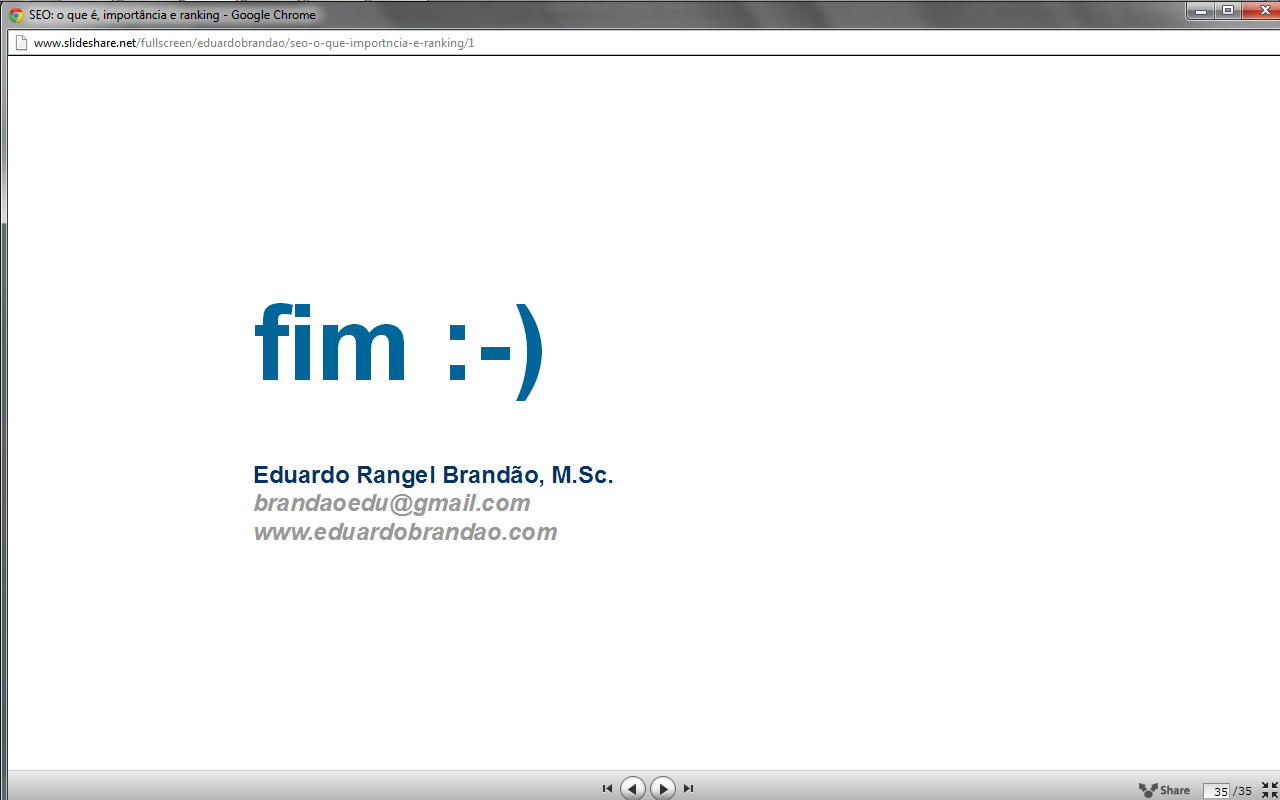 SEO: o que é, importância e ranking - Google Chrome
www.slideshare.net/fullscreen/eduardobrandao/seo-o-que-importncia-e-ranking/1
fim :-)
Eduardo Rangel Brandão, M.Sc.
brandaoedu@gmail.com
www.eduardobrandao.com
Share 35 /35